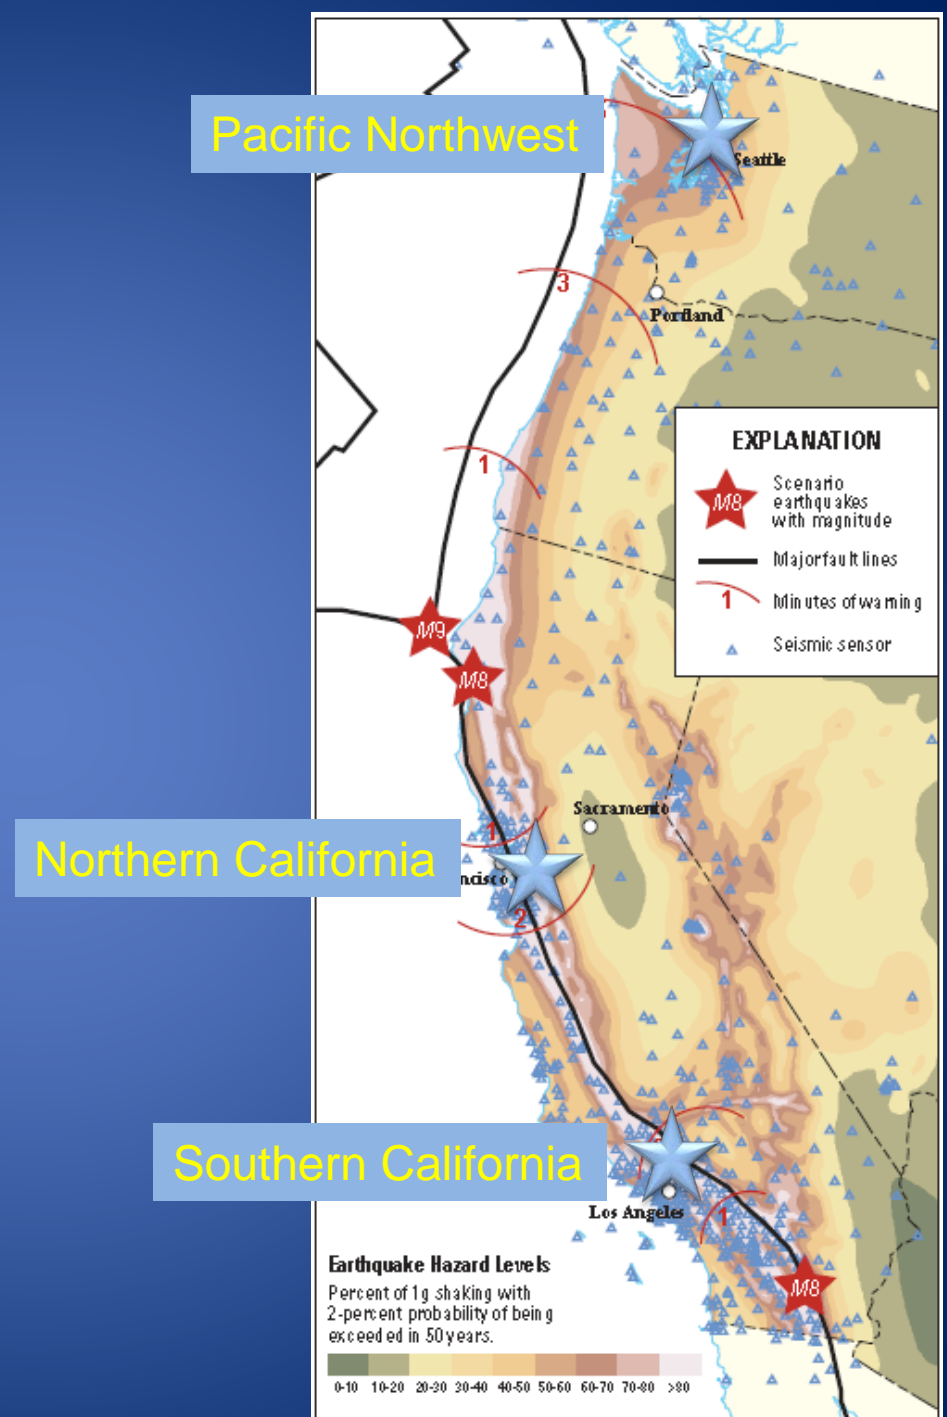 Pacific Northwest
Seattle
3
Portland
1
EXPLANATION
M8
Scenario
earthquakes
with magnitude
Major fault lines
1
Minutes of warning
Seismic sensor
M9
M8
Sacramento
1
Northern California
ncisco
2
Southern California
Los Angeles
1
M8
Earthquake Hazard Levels
Percent of 1g shaking with
2-percent probability of being
exceeded in 50 years.
0-10 10-20 20-30 30-40 40-50 50-60 60-70 70-80 >80